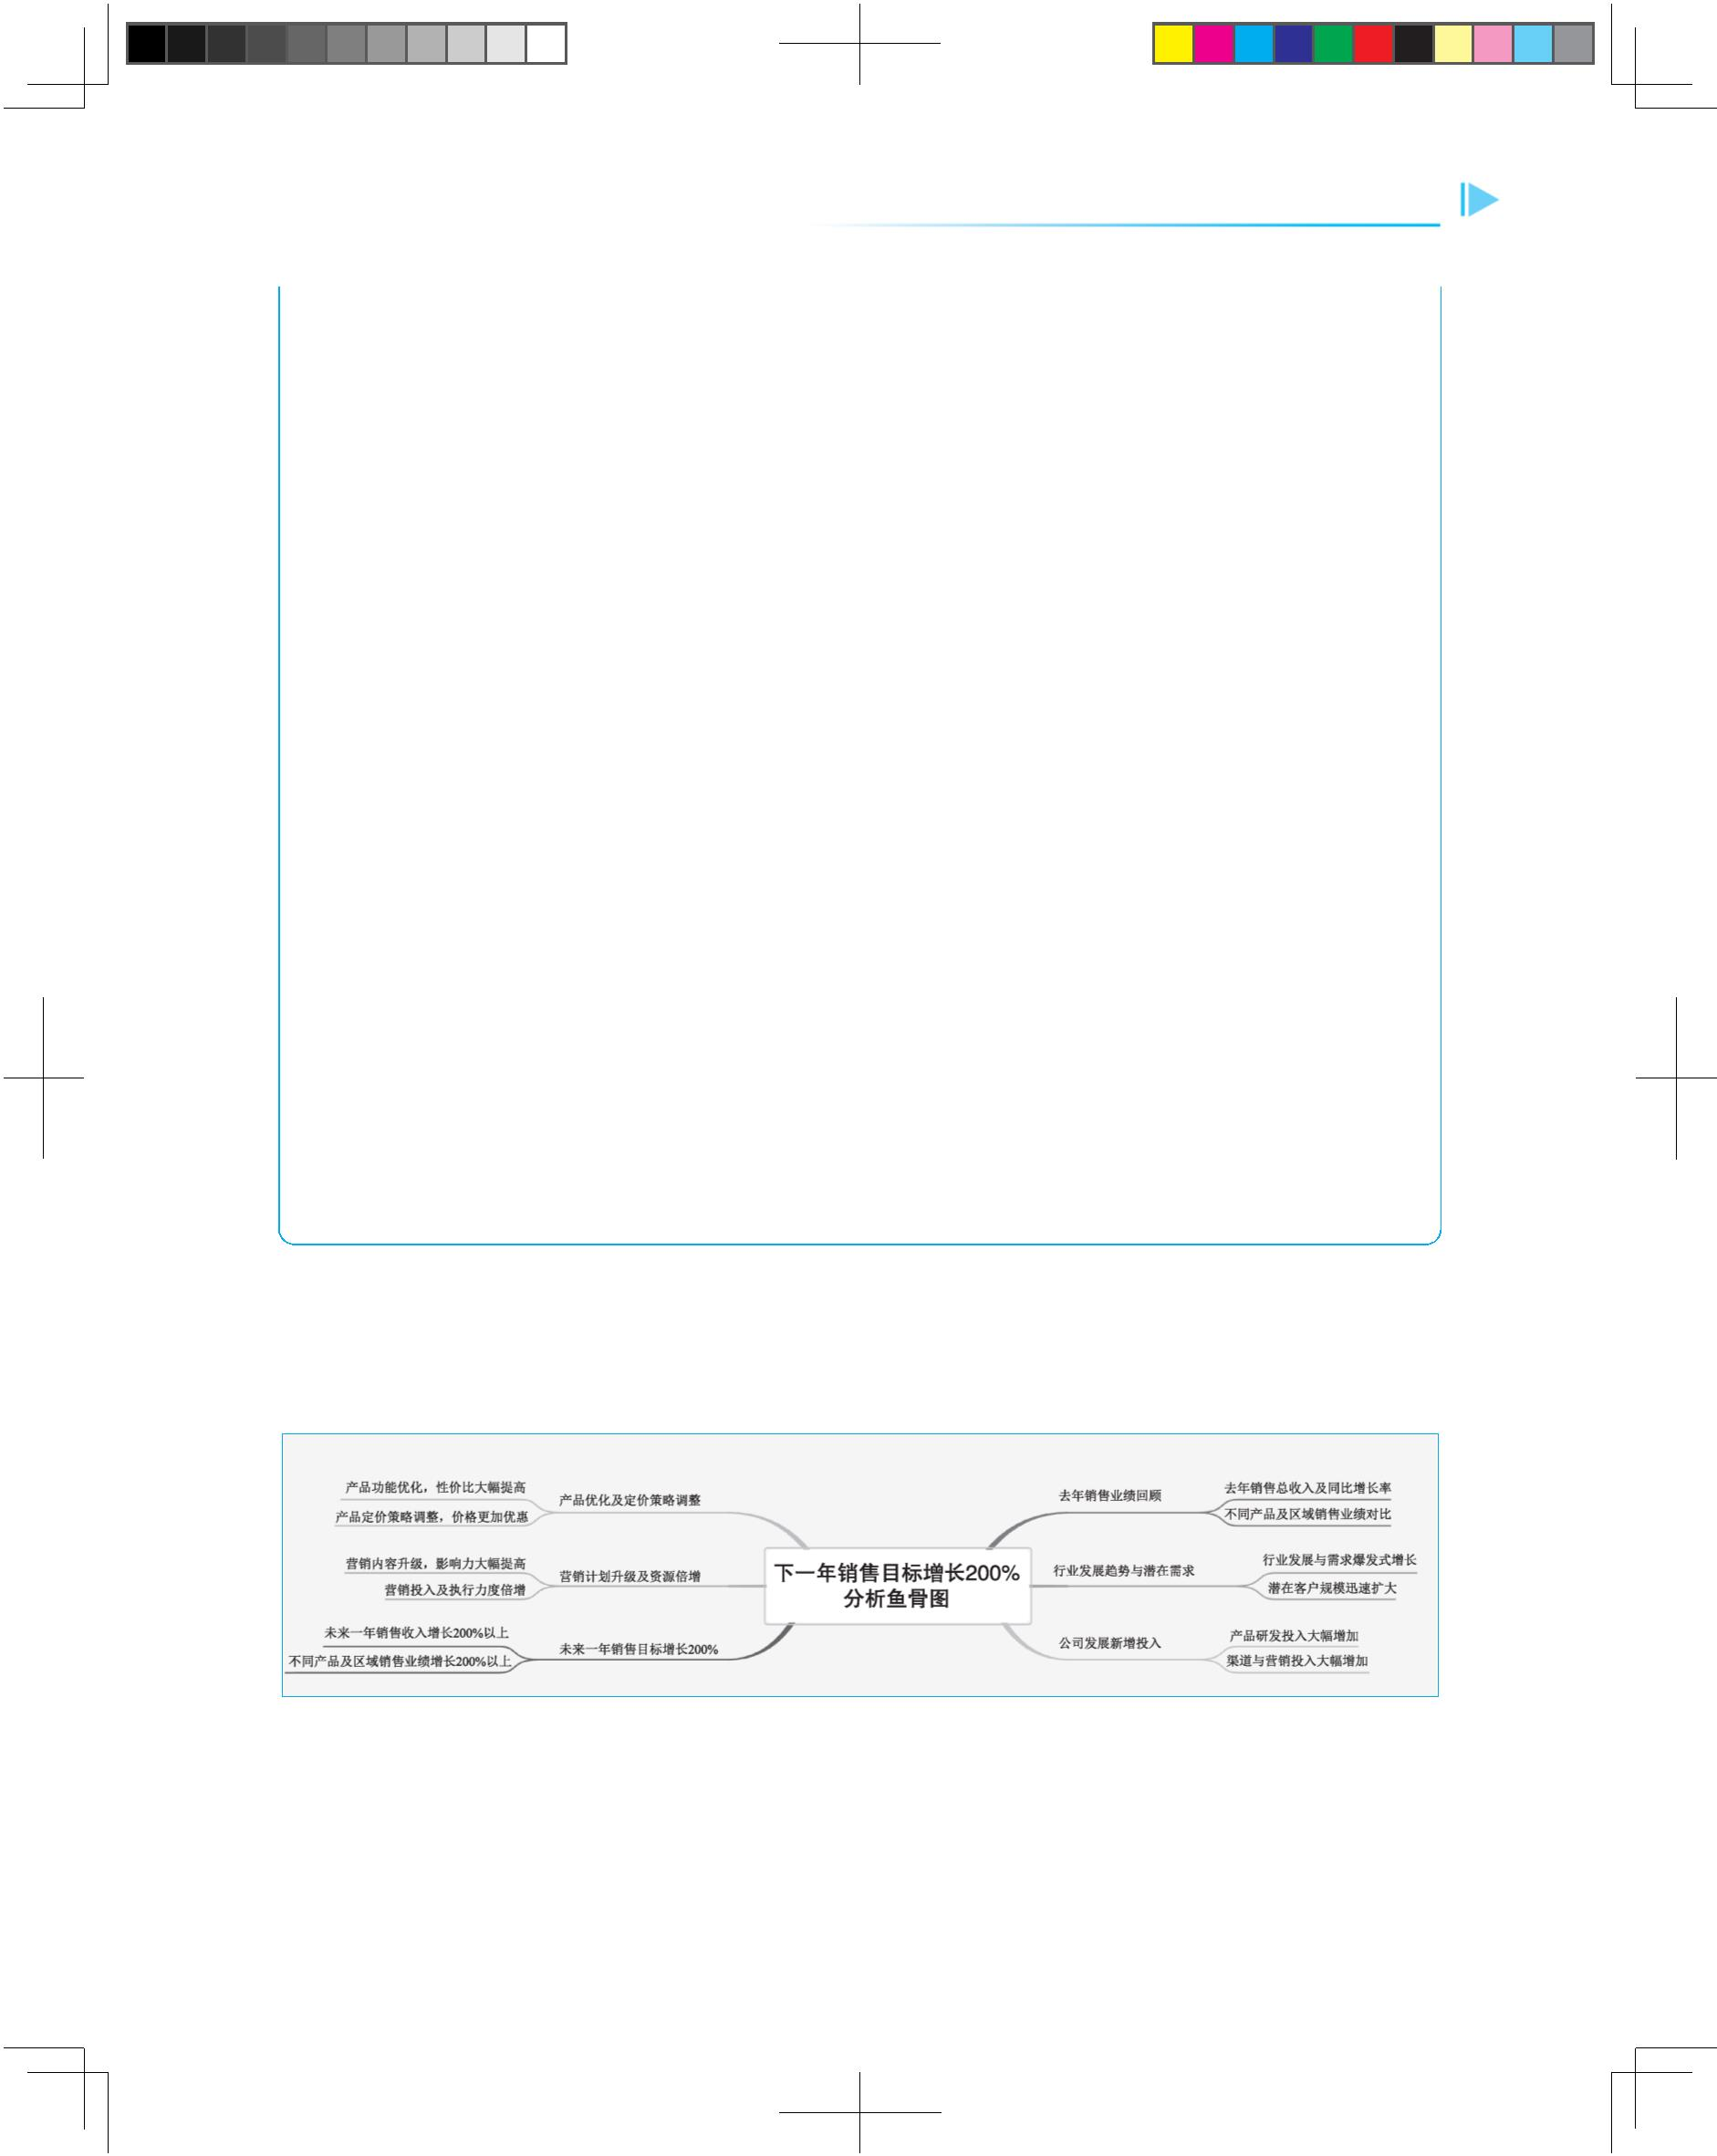 产品功能优化，性价比大幅提高
产品定价策略调整，价格更加优惠
产品优化及定价策略调整
营销内容升级，影响力大幅提高
营销投入及执行力度倍增
营销计划升级及资源倍增
未来一年销售收入增长200%以上
不同产品及区域销售业绩增长200%以上
未来一年销售目标增长200%
下一年销售目标增长200%
分析鱼骨图
去年销售业绩回顾
去年销售总收入及同比增长率
不同产品及区域销售业绩对比
行业发展趋势与潜在需求
行业发展与需求爆发式增长
潜在客户规模迅速扩大
公司发展新增投入
产品研发投入大幅增加
渠道与营销投入大幅增加